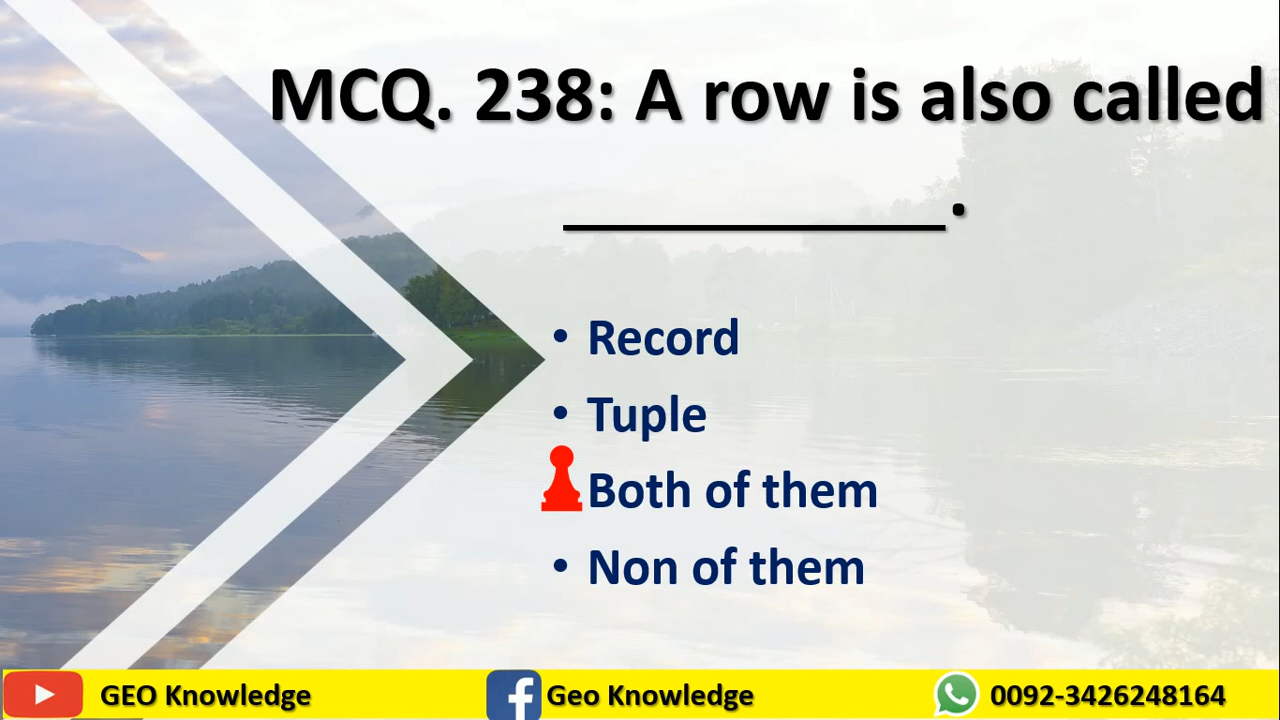 MCQ. 238: A row is also called
____________.
• Record
• Tuple
Both of them
• Non of them
GEO Knowledge
Geo Knowledge
0092-3426248164